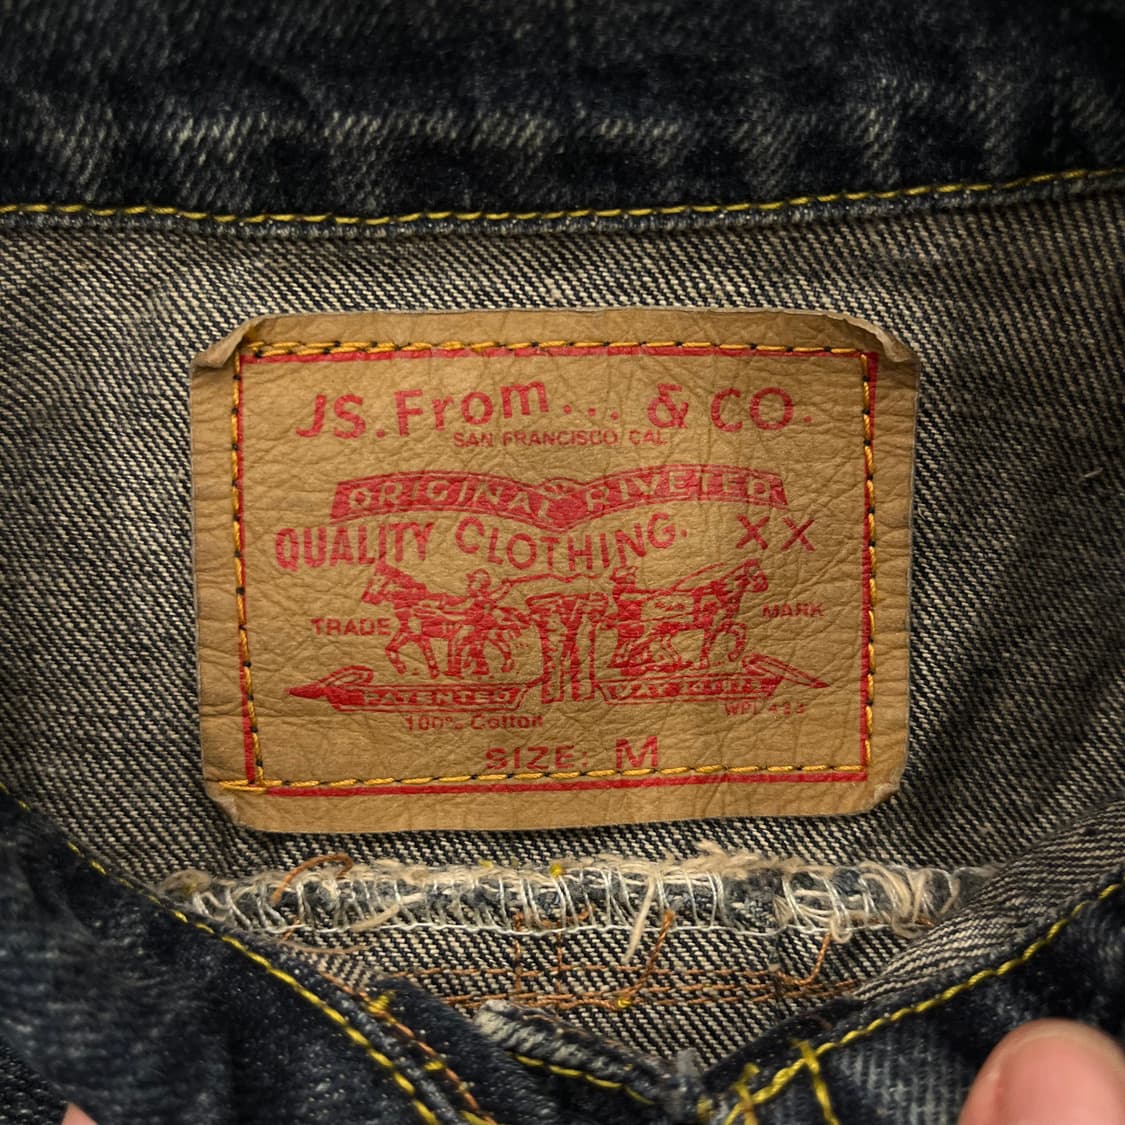 JS.From... & CO.
SAN FRANCISCO CAL
ORIGINAL RIVETED
QUALITY CLOTHING. XX
TRADE MARK
PATENTED
100% Cotton
SIZE: M